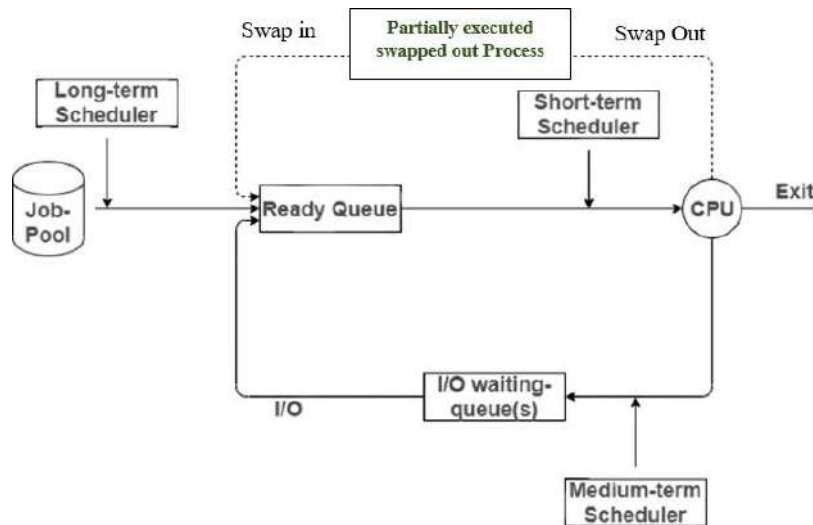 Swap in
Partially executed
swapped out Process
Swap Out
Long-term
Scheduler
Short-term
Scheduler
Job-
Pool
Ready Queue
CPU
Exit
I/O waiting-
queue(s)
I/O
Medium-term
Scheduler